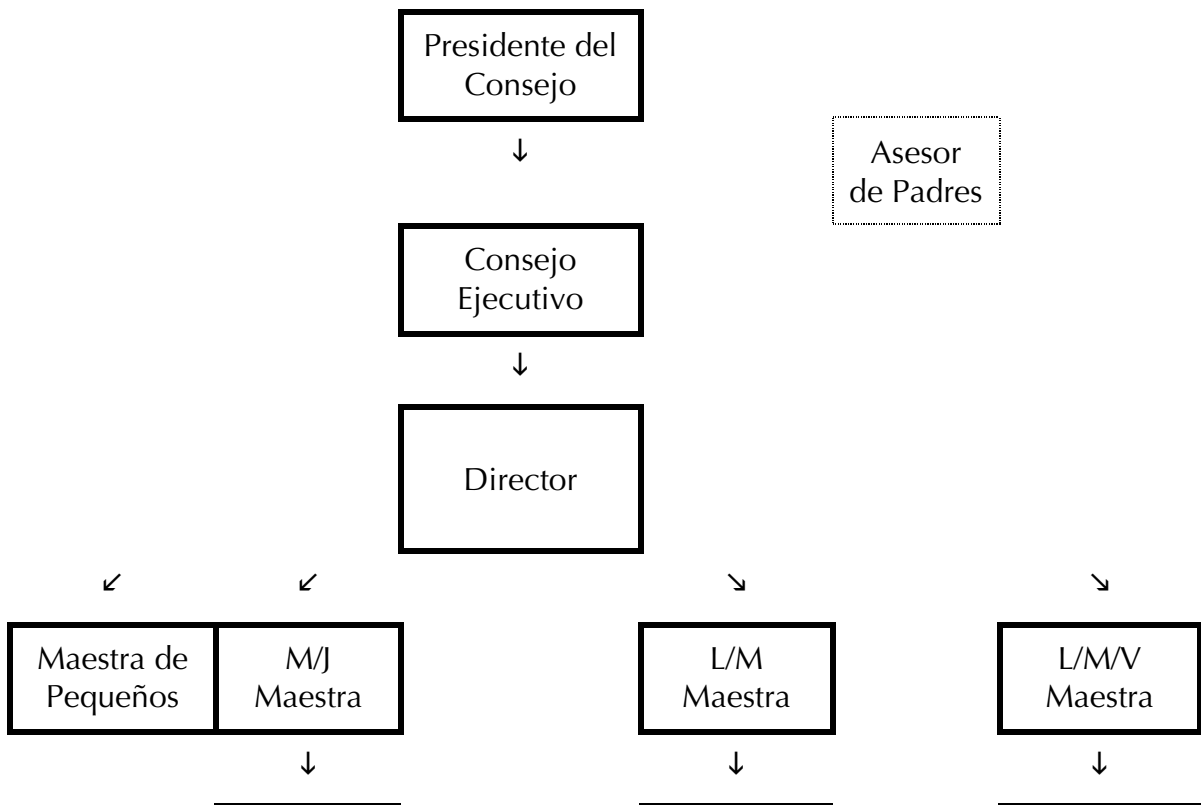 Presidente del
Consejo
↓
Asesor
de Padres
Consejo
Ejecutivo
↓
Director
↙ ↙ ↘ ↘
Maestra de
Pequeños
M/J
Maestra
L/M
Maestra
L/M/V
Maestra
↓ ↓ ↓